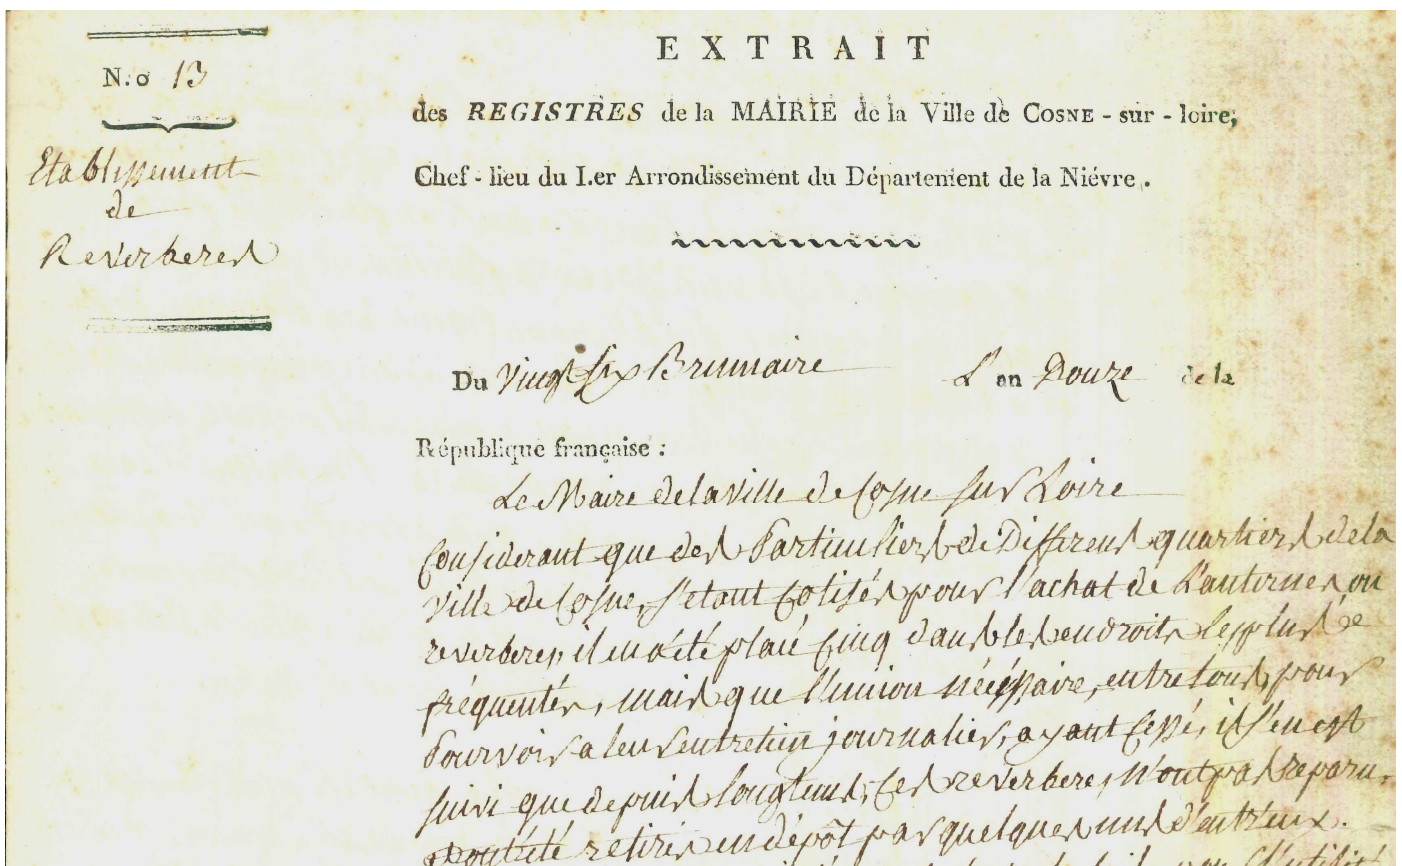 N.o 13
Etablissement
de
Reverberes
EXTRAIT
des REGISTRES de la MAIRIE de la Ville de COSNE - sur - loire,
Chef - lieu du I.er Arrondissement du Département de la Niévre.
Du Vingt Six Brumaire L'an Douze de la
République française :
Le Maire de la Ville de Cosne sur Loire
Considerant que des Particuliers de Differens quartiers de la
Ville de Cosne, s'etant Cotisés pour l'achat de Lanternes ou
reverberes, il en a été placé Cinq dans les endroits les plus
fréquentés, mais que l'union nécéssaire, entre tous, pour
Pourvoir a leur entretien journalier, ayant Cessé, il s'en est
suivi que depuis longtems, Ces reverberes, n'ont pas reparu,
ont été retirés en dépôt par quelques uns d'entreux.